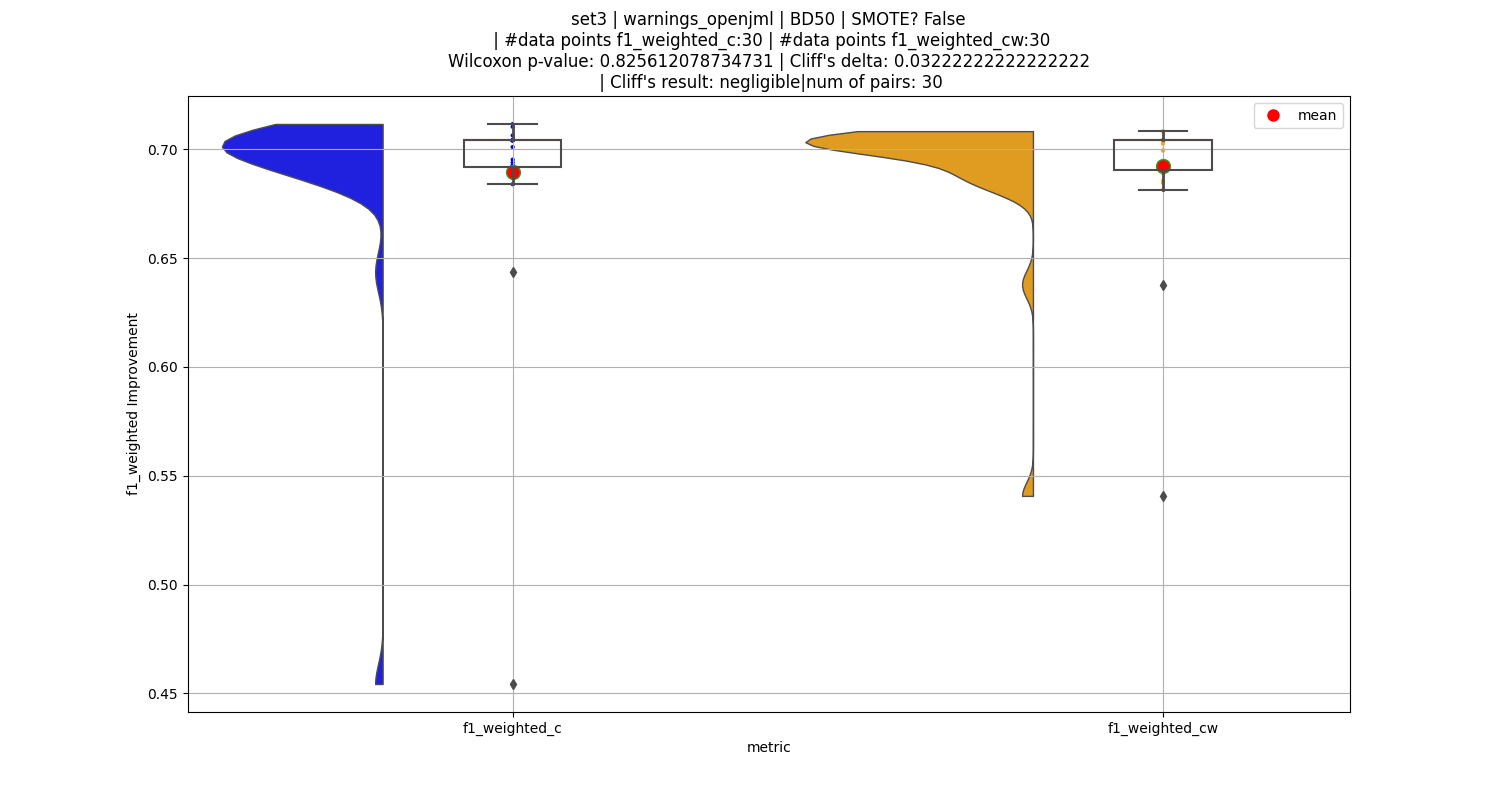 set3 | warnings_openjml | BD50 | SMOTE? False
| #data points f1_weighted_c:30 | #data points f1_weighted_cw:30
Wilcoxon p-value: 0.825612078734731 | Cliff's delta: 0.03222222222222222
| Cliff's result: negligible|num of pairs: 30
mean
0.70
0.65
0.60
0.55
0.50
0.45
f1_weighted Improvement
f1_weighted_c
f1_weighted_cw
metric